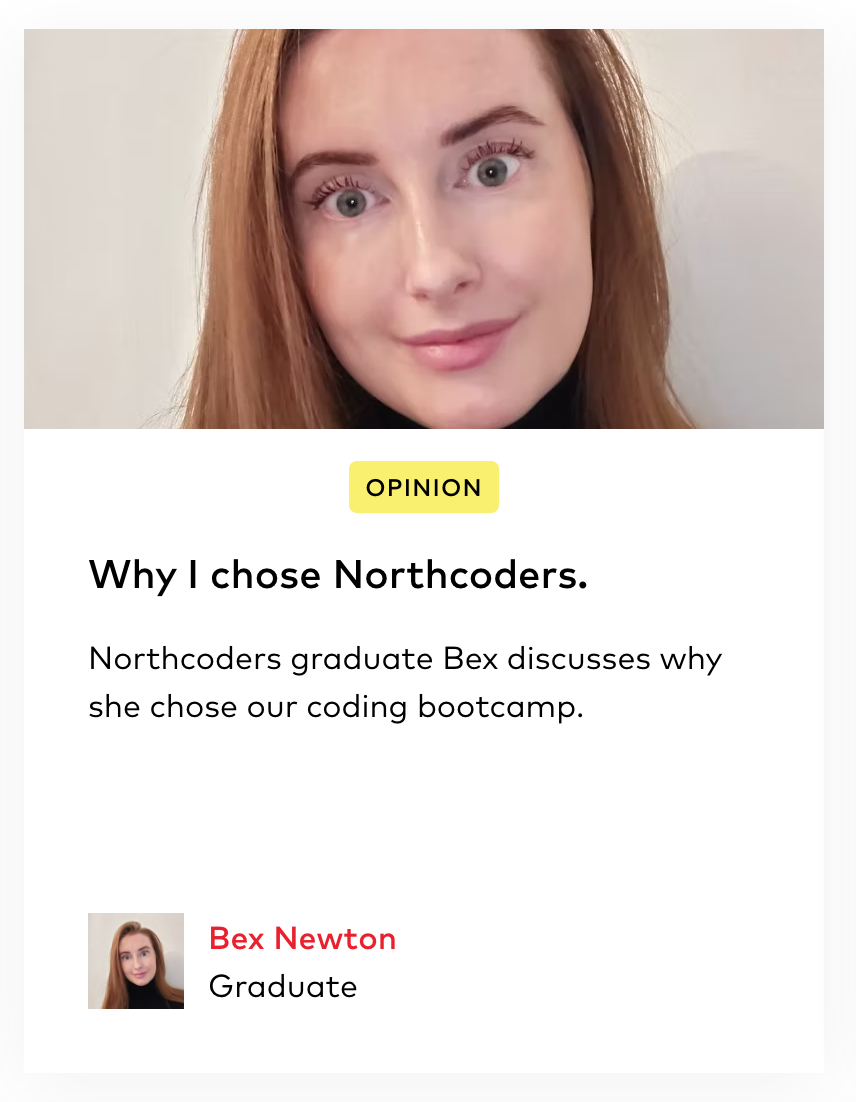 OPINION
Why I chose Northcoders.
Northcoders graduate Bex discusses why
she chose our coding bootcamp.
Bex Newton
Graduate